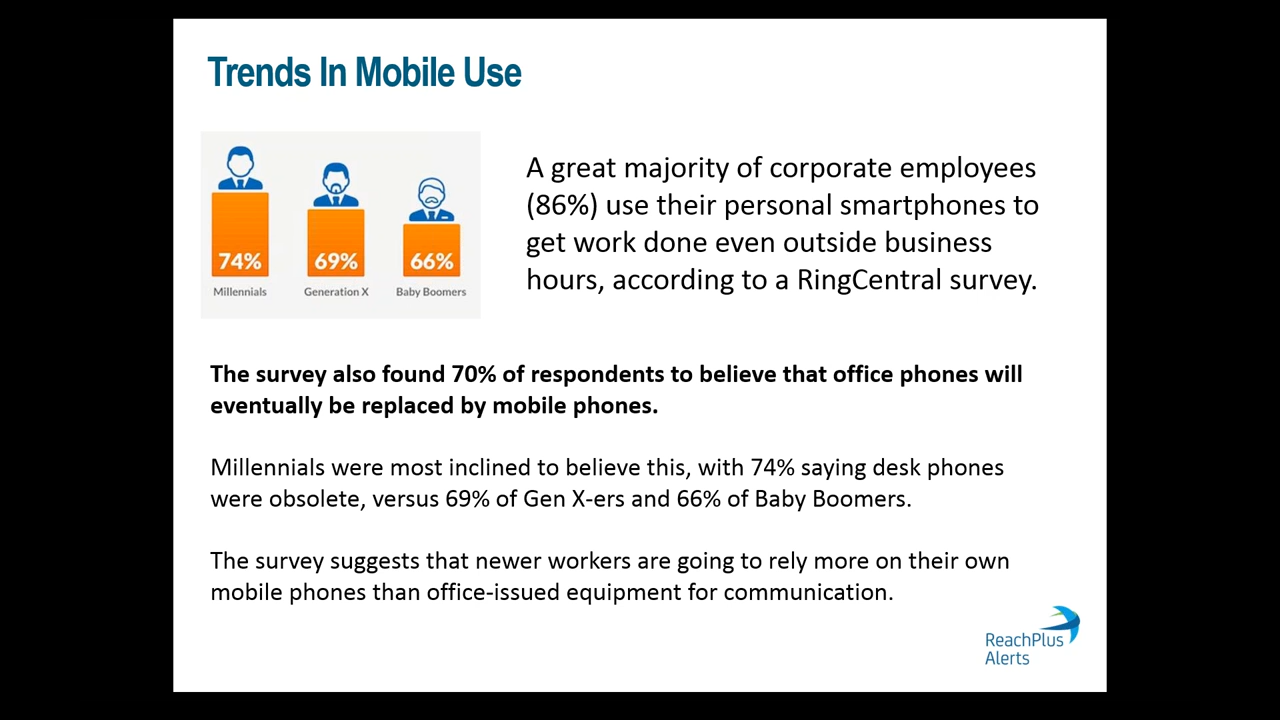 Trends In Mobile Use
74%
69%
66%
Millennials
Generation X
Baby Boomers
A great majority of corporate employees
(86%) use their personal smartphones to
get work done even outside business
hours, according to a RingCentral survey.
The survey also found 70% of respondents to believe that office phones will
eventually be replaced by mobile phones.
Millennials were most inclined to believe this, with 74% saying desk phones
were obsolete, versus 69% of Gen X-ers and 66% of Baby Boomers.
The survey suggests that newer workers are going to rely more on their own
mobile phones than office-issued equipment for communication.
ReachPlus
Alerts